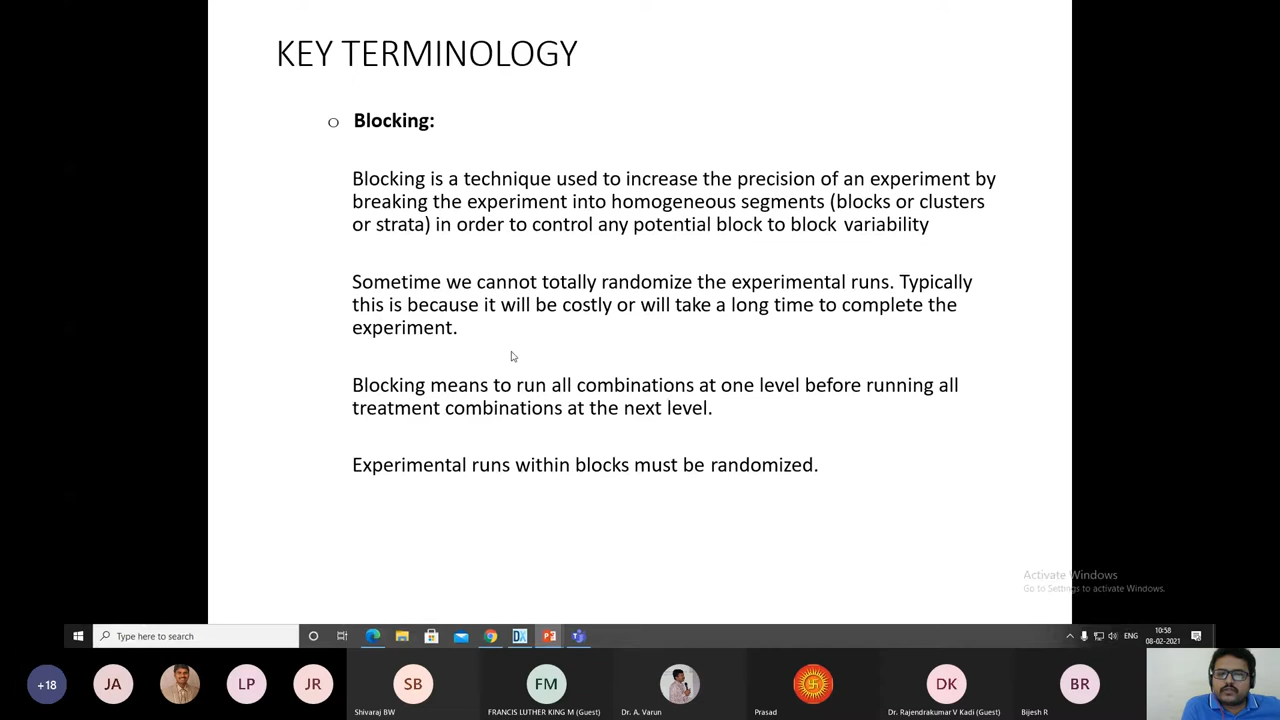 KEY TERMINOLOGY
o Blocking:
Blocking is a technique used to increase the precision of an experiment by
breaking the experiment into homogeneous segments (blocks or clusters
or strata) in order to control any potential block to block variability
Sometime we cannot totally randomize the experimental runs. Typically
this is because it will be costly or will take a long time to complete the
experiment.
Blocking means to run all combinations at one level before running all
treatment combinations at the next level.
Experimental runs within blocks must be randomized.
Activate Windows
Go to Settings to activate Windows.
Type here to search
DX
ENG
10:58
08-02-2021
+18
JA
LP
JR
SB
FM
DK
BR
Shivaraj BW
FRANCIS LUTHER KING M (Guest)
Dr. A. Varun
Prasad
Dr. Rajendrakumar V Kadi (Guest)
Bijesh R